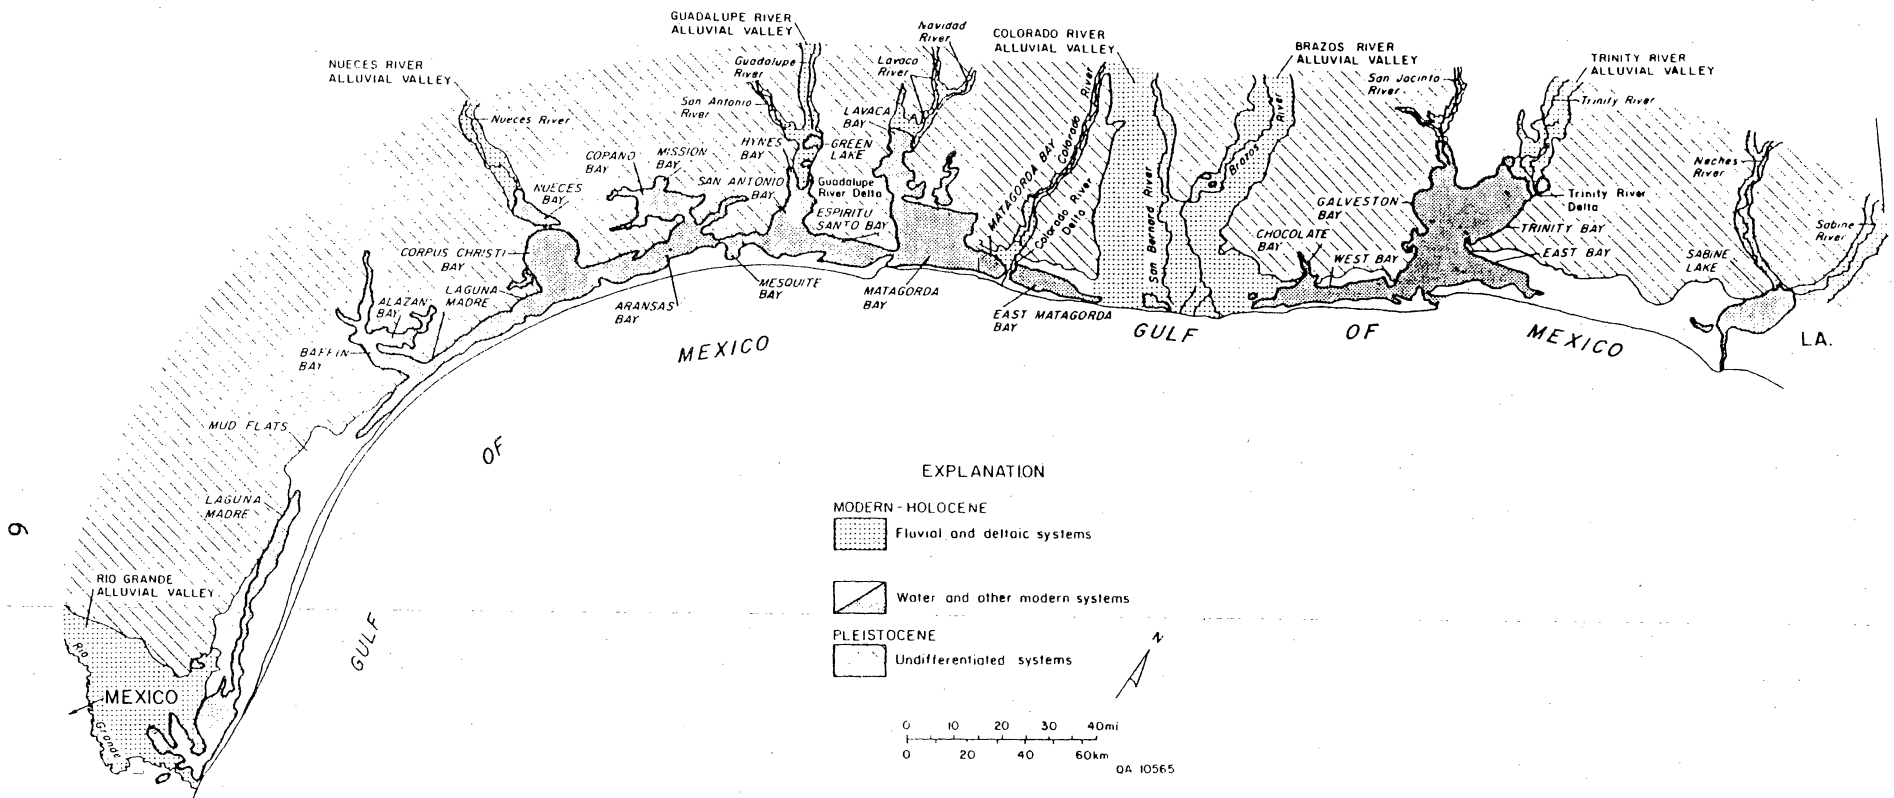 GUADALUPE RIVER
ALLUVIAL VALLEY
Navidad
River
COLORADO RIVER
ALLUVIAL VALLEY
BRAZOS RIVER
ALLUVIAL VALLEY
TRINITY RIVER
ALLUVIAL VALLEY
NUECES RIVER
ALLUVIAL VALLEY
Guadalupe
River
Lavaca
River
San Jacinto
River
Trinity River
Nueces River
San Antonio
River
LAVACA
BAY
HYNES
BAY
GREEN
LAKE
COPANO
BAY
MISSION
BAY
SAN ANTONIO
BAY
Guadalupe
River Delta
ESPIRITU
SANTO BAY
NUECES
BAY
MATAGORDA BAY
Colorado River
Colorado River
Delta
San Bernard River
Brazos River
Neches
River
Sabine
River
GALVESTON
BAY
Trinity River
Delta
TRINITY BAY
EAST BAY
CHOCOLATE
BAY
WEST BAY
SABINE
LAKE
CORPUS CHRISTI
BAY
LAGUNA
MADRE
ALAZAN
BAY
BAFFIN
BAY
ARANSAS
BAY
MESQUITE
BAY
MATAGORDA
BAY
EAST MATAGORDA
BAY
GULF OF MEXICO
LA.
MUD FLATS
LAGUNA
MADRE
GULF OF MEXICO
RIO GRANDE
ALLUVIAL VALLEY
Rio Grande
MEXICO
EXPLANATION
MODERN-HOLOCENE
Fluvial and deltaic systems
Water and other modern systems
PLEISTOCENE
Undifferentiated systems
N
0 10 20 30 40mi
0 20 40 60km
QA 10565
9